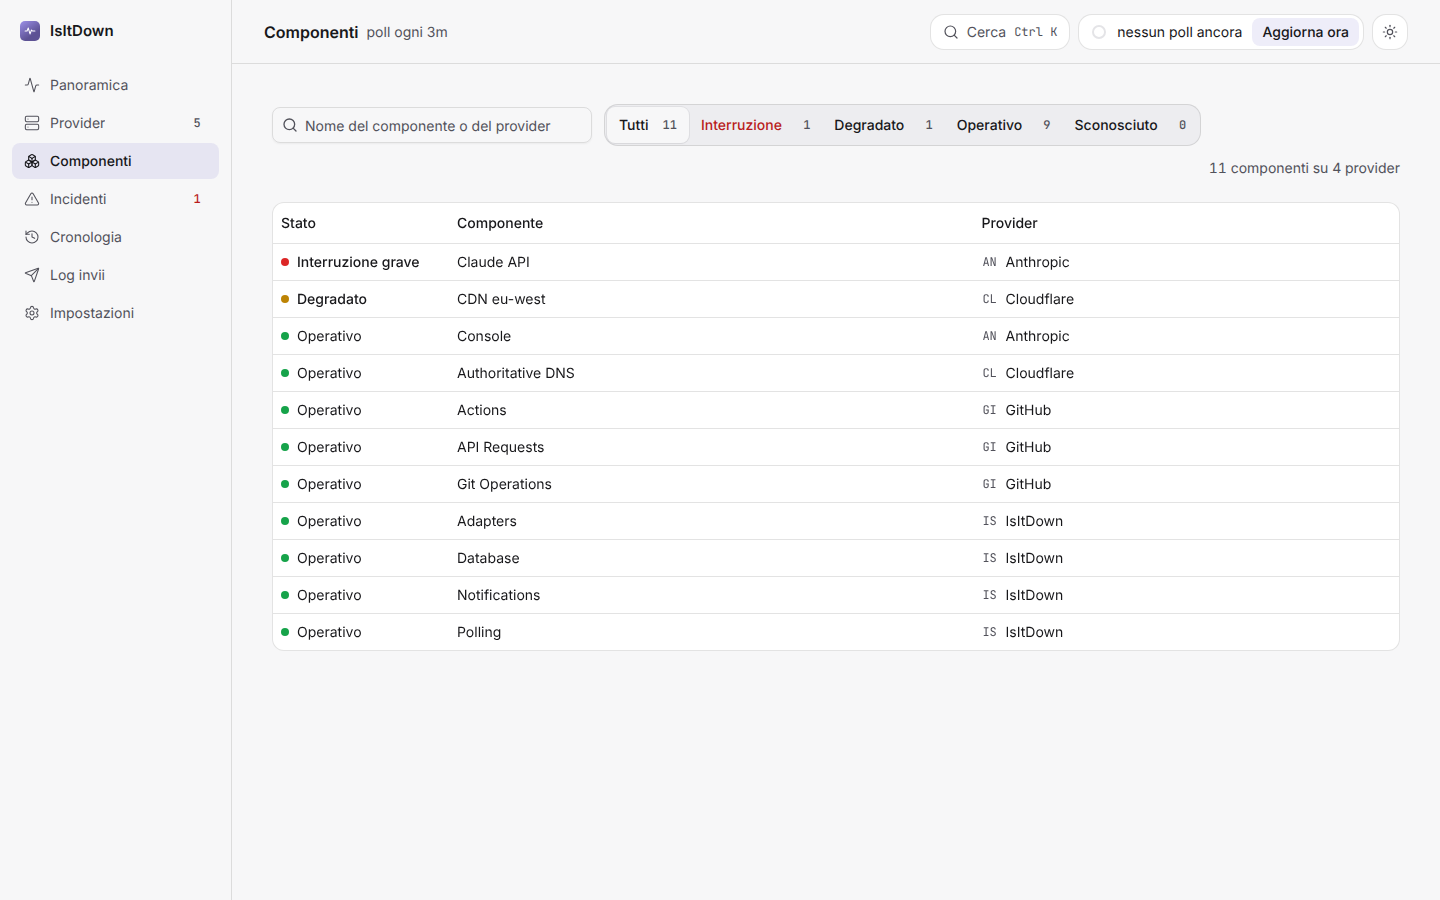 IsItDown
Panoramica
Provider 5
Componenti
Incidenti 1
Cronologia
Log invii
Impostazioni
Componenti poll ogni 3m
Cerca Ctrl K
nessun poll ancora Aggiorna ora
Nome del componente o del provider
Tutti 11 Interruzione 1 Degradato 1 Operativo 9 Sconosciuto 0
11 componenti su 4 provider
Stato Componente Provider
Interruzione grave Claude API AN Anthropic
Degradato CDN eu-west CL Cloudflare
Operativo Console AN Anthropic
Operativo Authoritative DNS CL Cloudflare
Operativo Actions GI GitHub
Operativo API Requests GI GitHub
Operativo Git Operations GI GitHub
Operativo Adapters IS IsItDown
Operativo Database IS IsItDown
Operativo Notifications IS IsItDown
Operativo Polling IS IsItDown